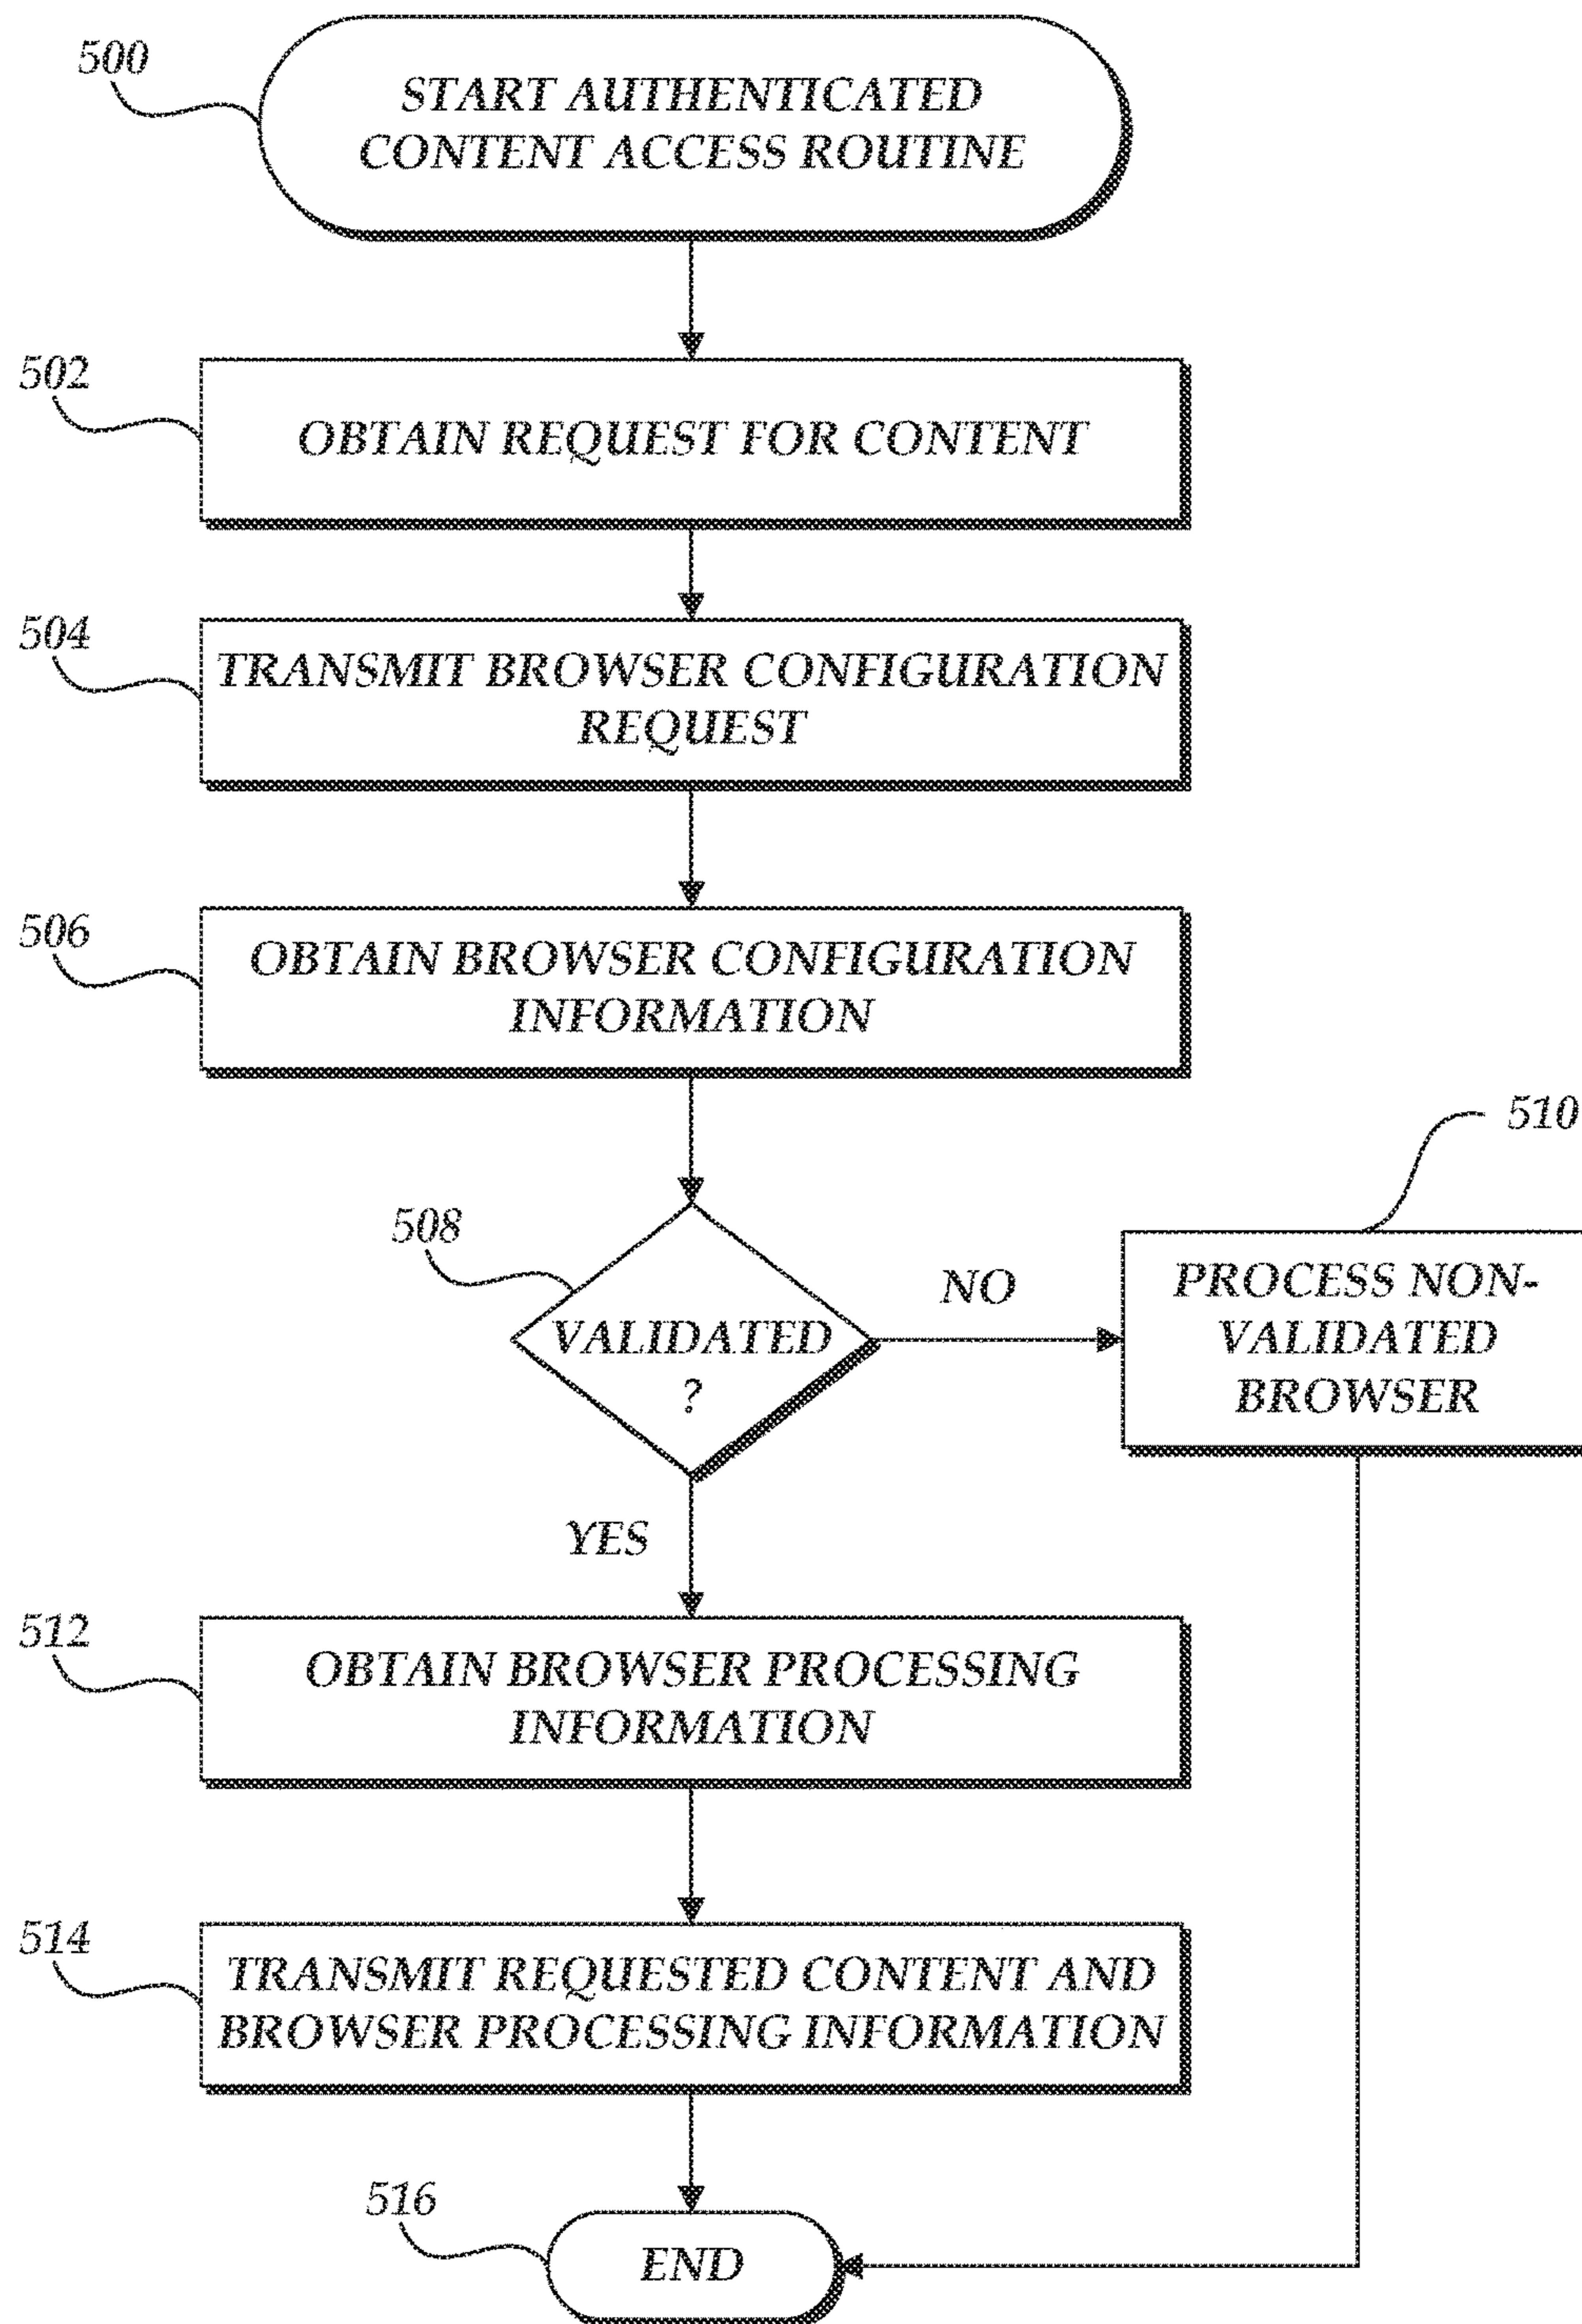 500
START AUTHENTICATED
CONTENT ACCESS ROUTINE
502
OBTAIN REQUEST FOR CONTENT
504
TRANSMIT BROWSER CONFIGURATION
REQUEST
506
OBTAIN BROWSER CONFIGURATION
INFORMATION
510
508
VALIDATED
?
NO
PROCESS NON-
VALIDATED
BROWSER
YES
512
OBTAIN BROWSER PROCESSING
INFORMATION
514
TRANSMIT REQUESTED CONTENT AND
BROWSER PROCESSING INFORMATION
516
END